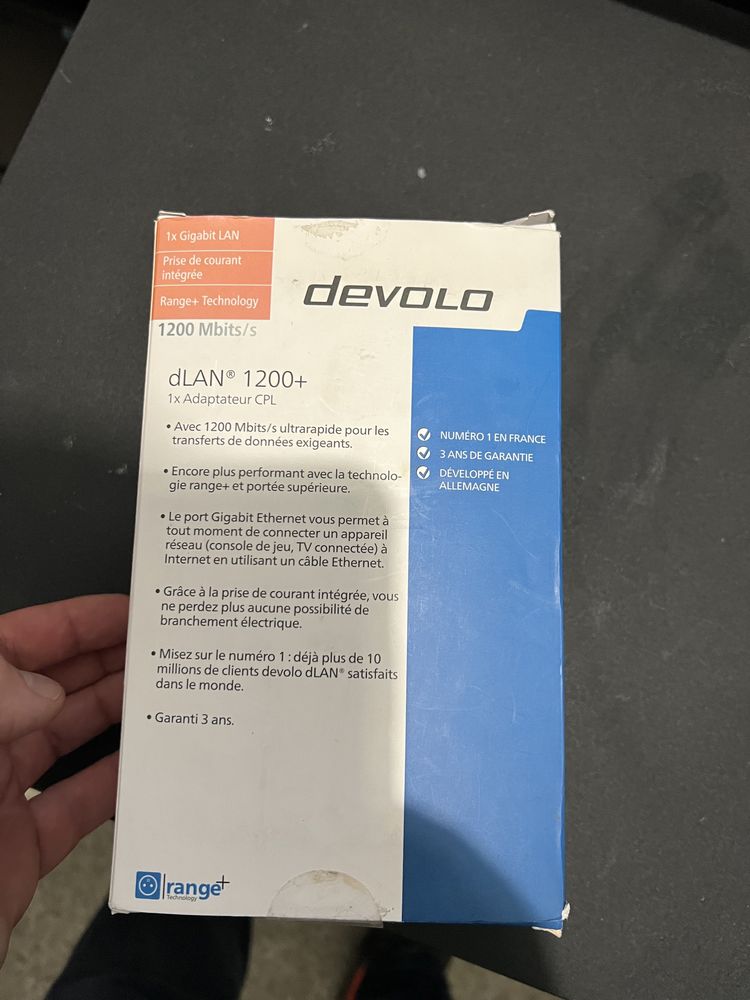 1x Gigabit LAN
Prise de courant
intégrée
Range+ Technology
1200 Mbits/s
devolo
dLAN® 1200+
1x Adaptateur CPL
• Avec 1200 Mbits/s ultrarapide pour les
transferts de données exigeants.
• Encore plus performant avec la technolo-
gie range+ et portée supérieure.
• Le port Gigabit Ethernet vous permet à
tout moment de connecter un appareil
réseau (console de jeu, TV connectée) à
Internet en utilisant un câble Ethernet.
• Grâce à la prise de courant intégrée, vous
ne perdez plus aucune possibilité de
branchement électrique.
• Misez sur le numéro 1 : déjà plus de 10
millions de clients devolo dLAN® satisfaits
dans le monde.
• Garanti 3 ans.
NUMÉRO 1 EN FRANCE
3 ANS DE GARANTIE
DÉVELOPPÉ EN
ALLEMAGNE
range+
Technology